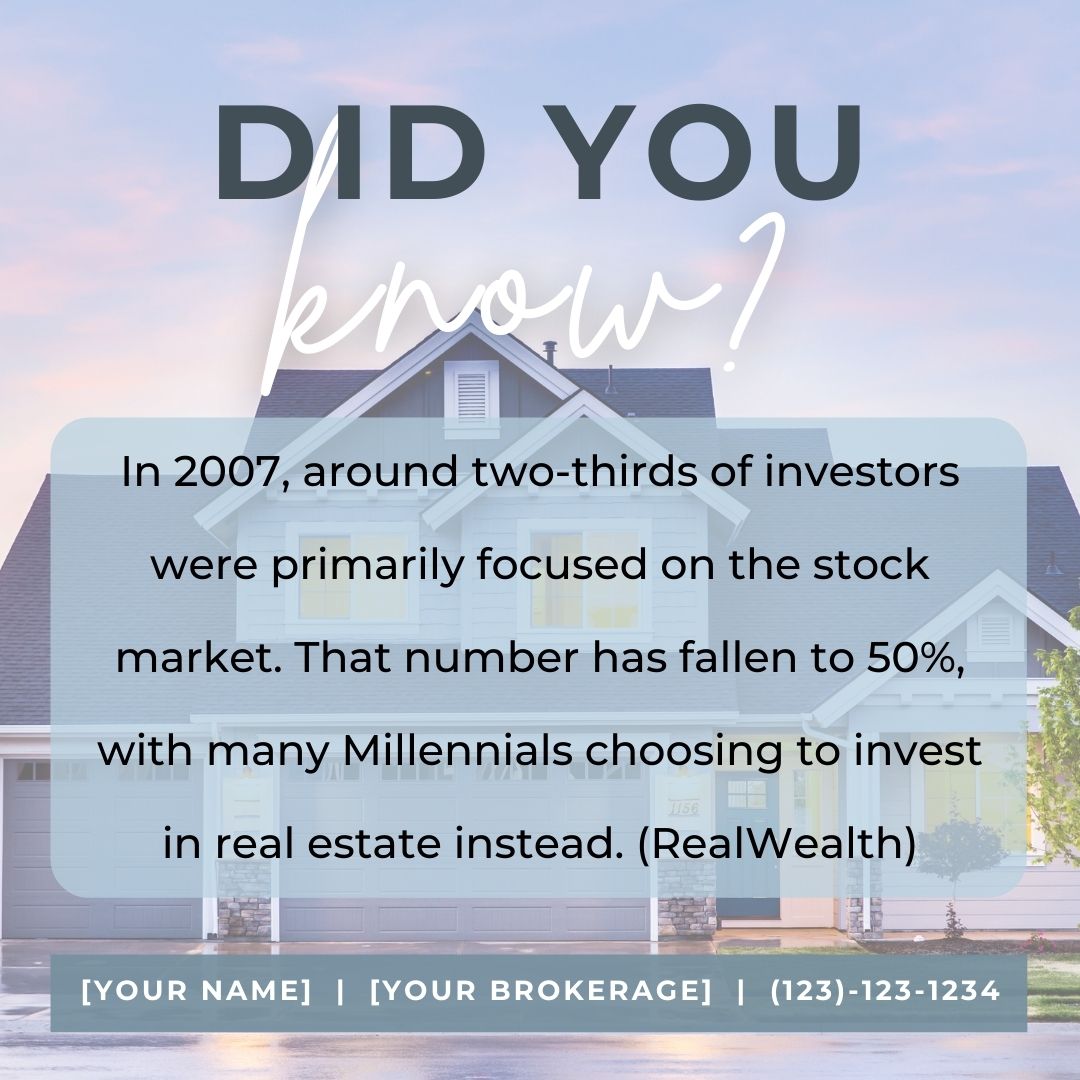 DID YOU
know?
In 2007, around two-thirds of investors
were primarily focused on the stock
market. That number has fallen to 50%,
with many Millennials choosing to invest
in real estate instead. (RealWealth)
1156
[YOUR NAME] | [YOUR BROKERAGE] | (123)-123-1234